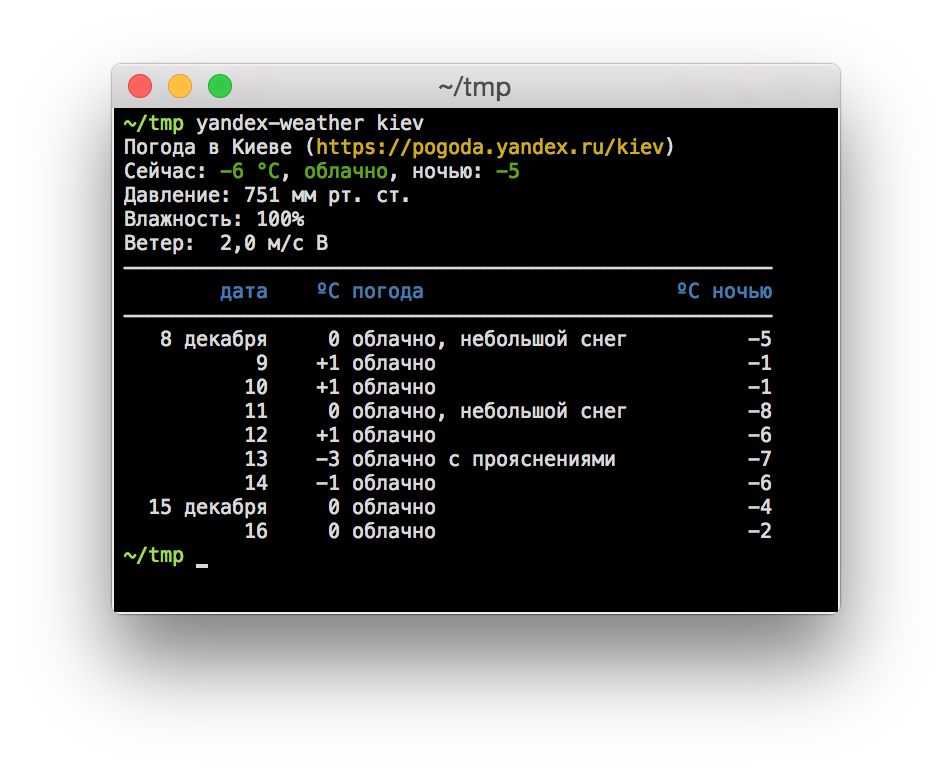 ~/tmp
~/tmp yandex-weather kiev
Погода в Киеве (https://pogoda.yandex.ru/kiev)
Сейчас: -6 °C, облачно, ночью: -5
Давление: 751 мм рт. ст.
Влажность: 100%
Ветер: 2,0 м/с В
дата ºC погода ºC ночью
8 декабря 0 облачно, небольшой снег -5
9 +1 облачно -1
10 +1 облачно -1
11 0 облачно, небольшой снег -8
12 +1 облачно -6
13 -3 облачно с прояснениями -7
14 -1 облачно -6
15 декабря 0 облачно -4
16 0 облачно -2
~/tmp _